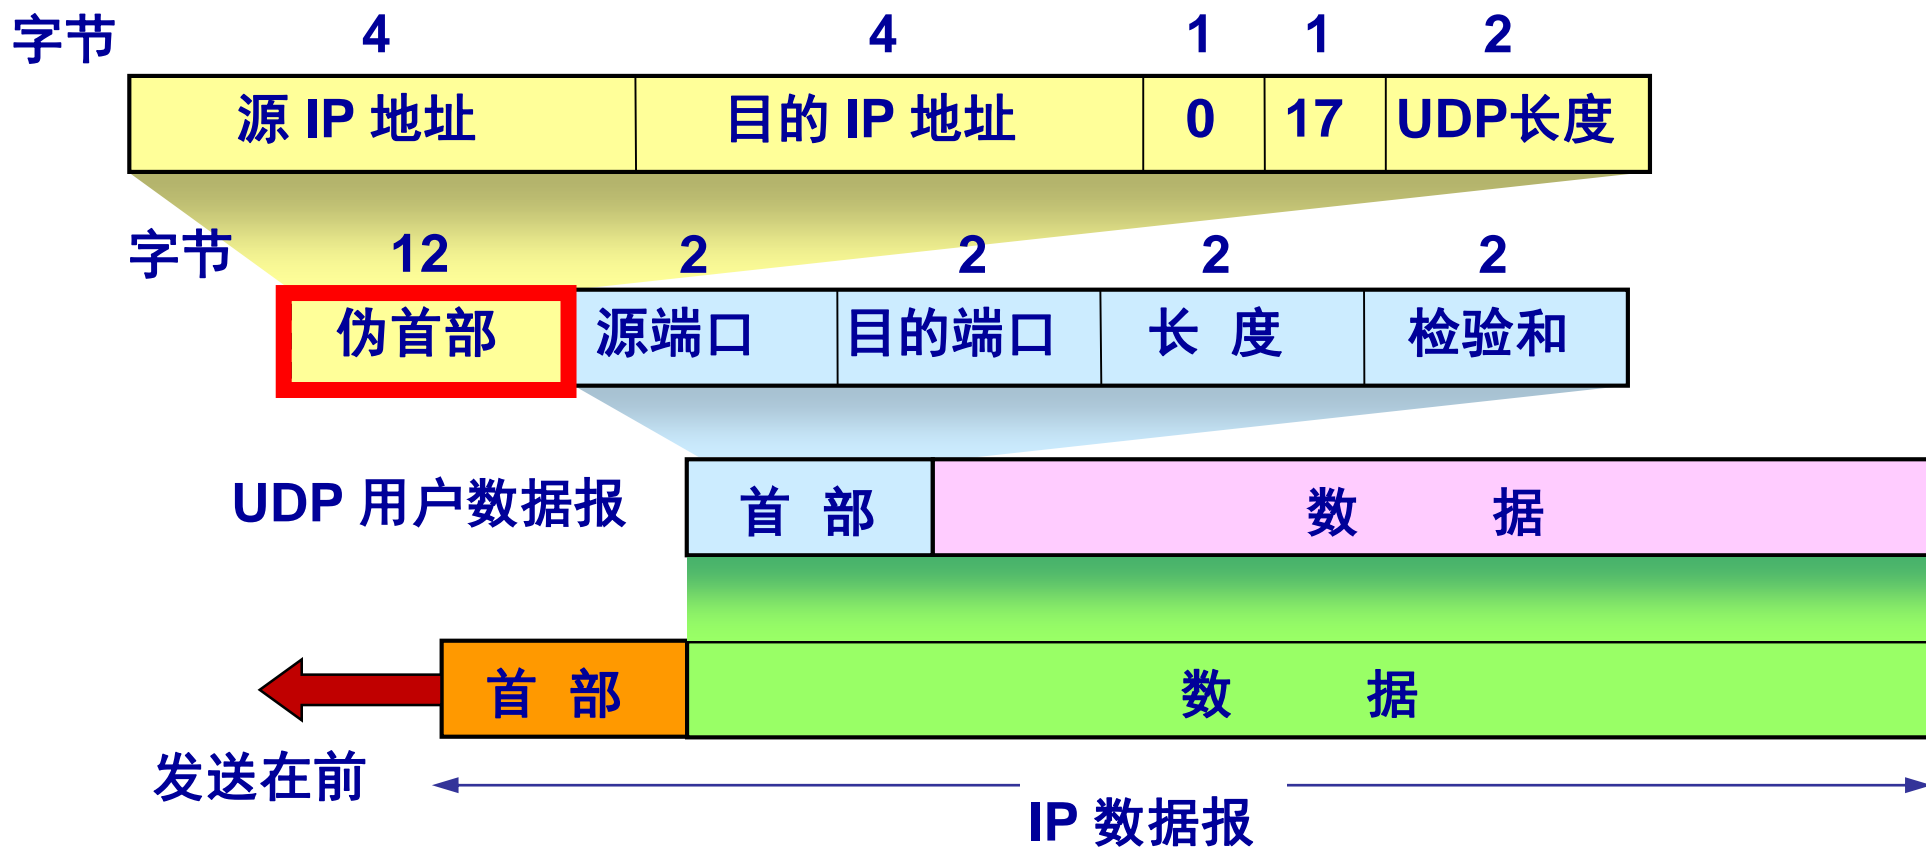 字节 4 4 1 1 2
源 IP 地址 目的 IP 地址 0 17 UDP长度
字节 12 2 2 2 2
伪首部 源端口 目的端口 长 度 检验和
UDP 用户数据报 首 部 数 据
首 部 数 据
发送在前
IP 数据报